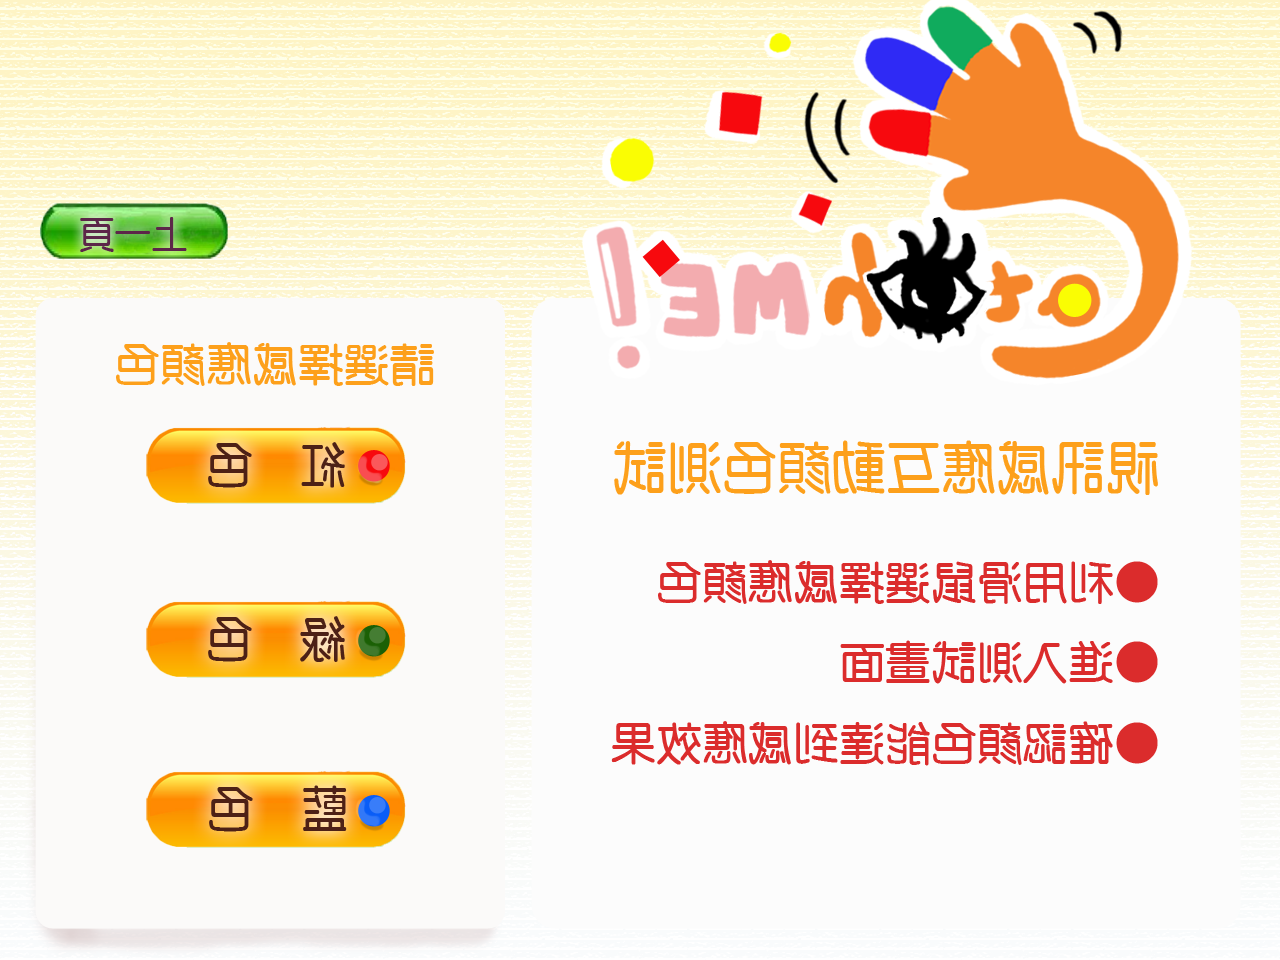 Catch ME!
上一頁
請選擇感應顏色
紅 色
綠 色
藍 色
視訊感應互動顏色測試
●利用滑鼠選擇感應顏色
●進入測試畫面
●確認顏色能達到感應效果